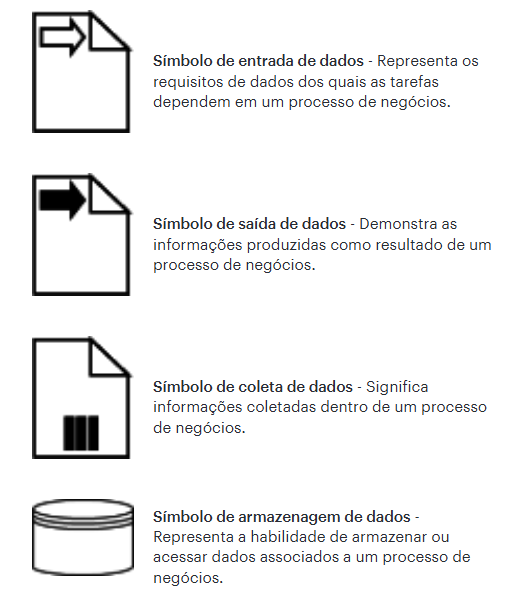 Símbolo de entrada de dados - Representa os
requisitos de dados dos quais as tarefas
dependem em um processo de negócios.
Símbolo de saída de dados - Demonstra as
informações produzidas como resultado de um
processo de negócios.
Símbolo de coleta de dados - Significa
informações coletadas dentro de um processo
de negócios.
Símbolo de armazenagem de dados -
Representa a habilidade de armazenar ou
acessar dados associados a um processo de
negócios.